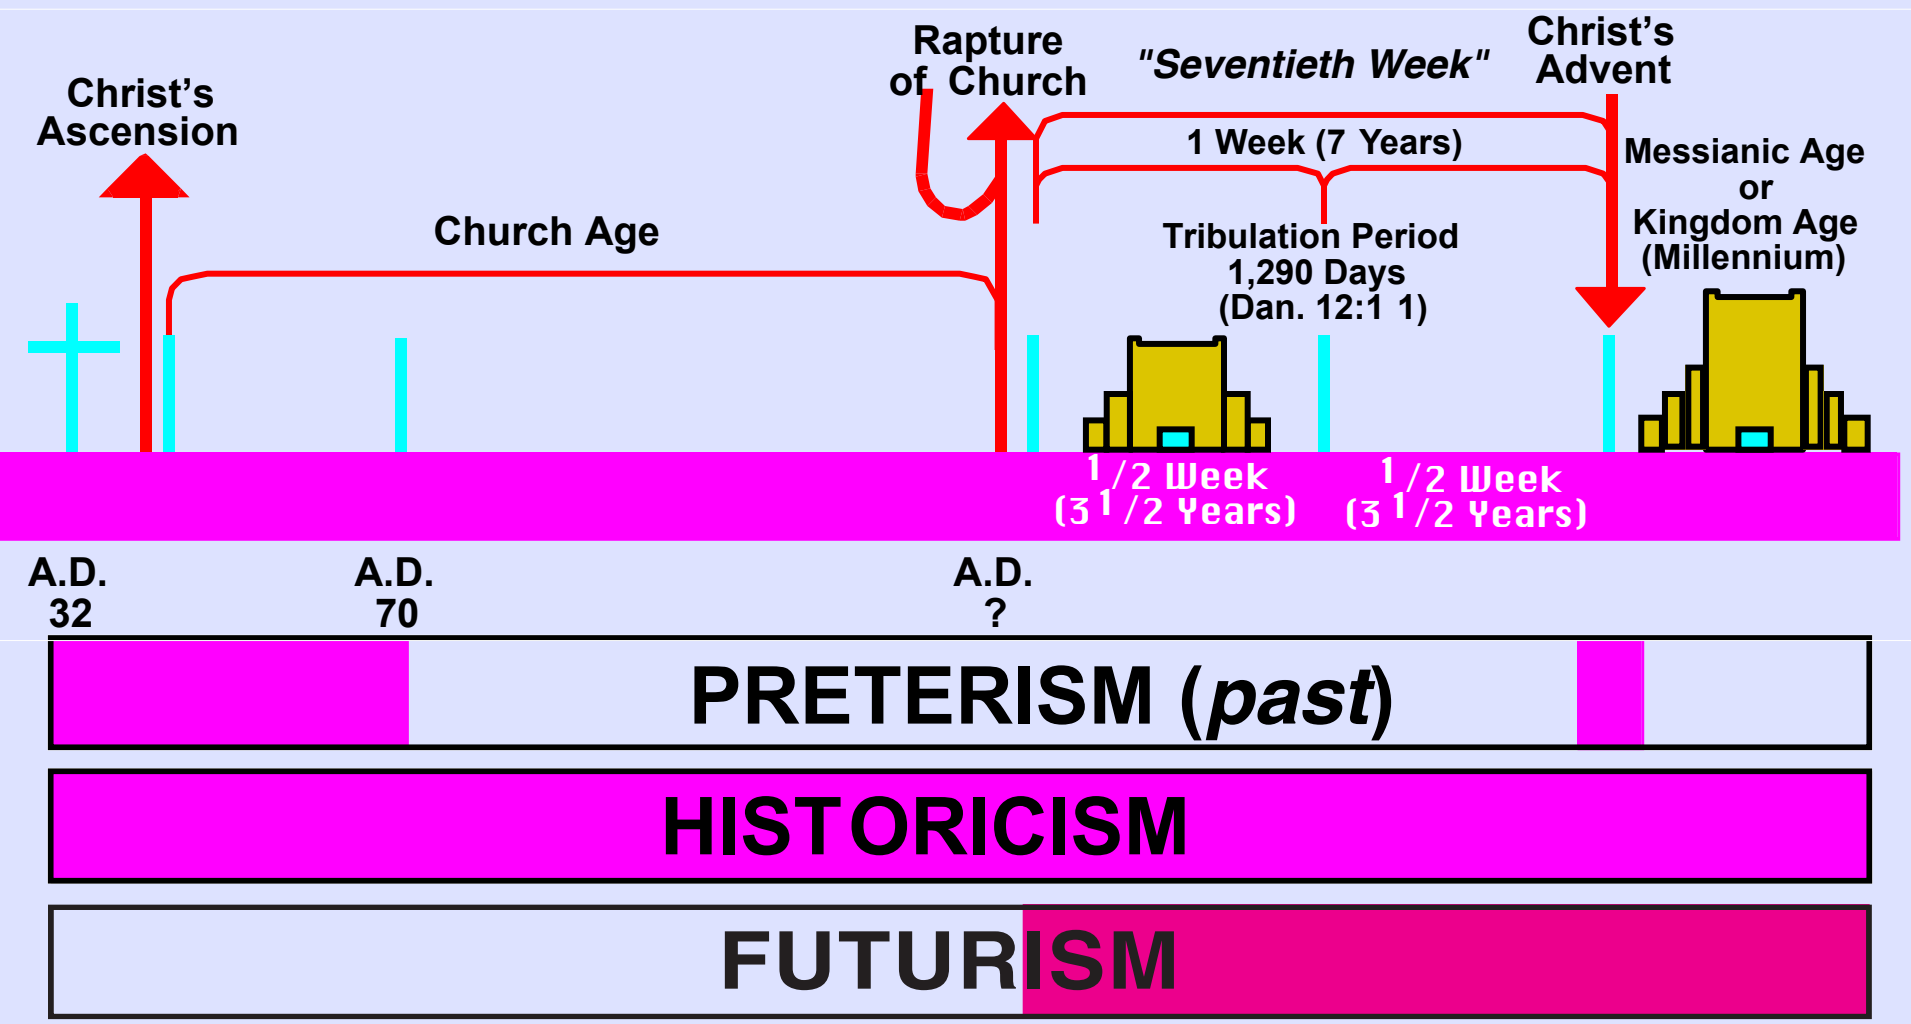 Christ's
Ascension
Church Age
Rapture
of Church
"Seventieth Week"
1 Week (7 Years)
Tribulation Period
1,290 Days
(Dan. 12:1 1)
Christ's
Advent
Messianic Age
or
Kingdom Age
(Millennium)
1/2 Week
(3 1/2 Years)
1/2 Week
(3 1/2 Years)
A.D.
32
A.D.
70
A.D.
?
PRETERISM (past)
HISTORICISM
FUTURISM